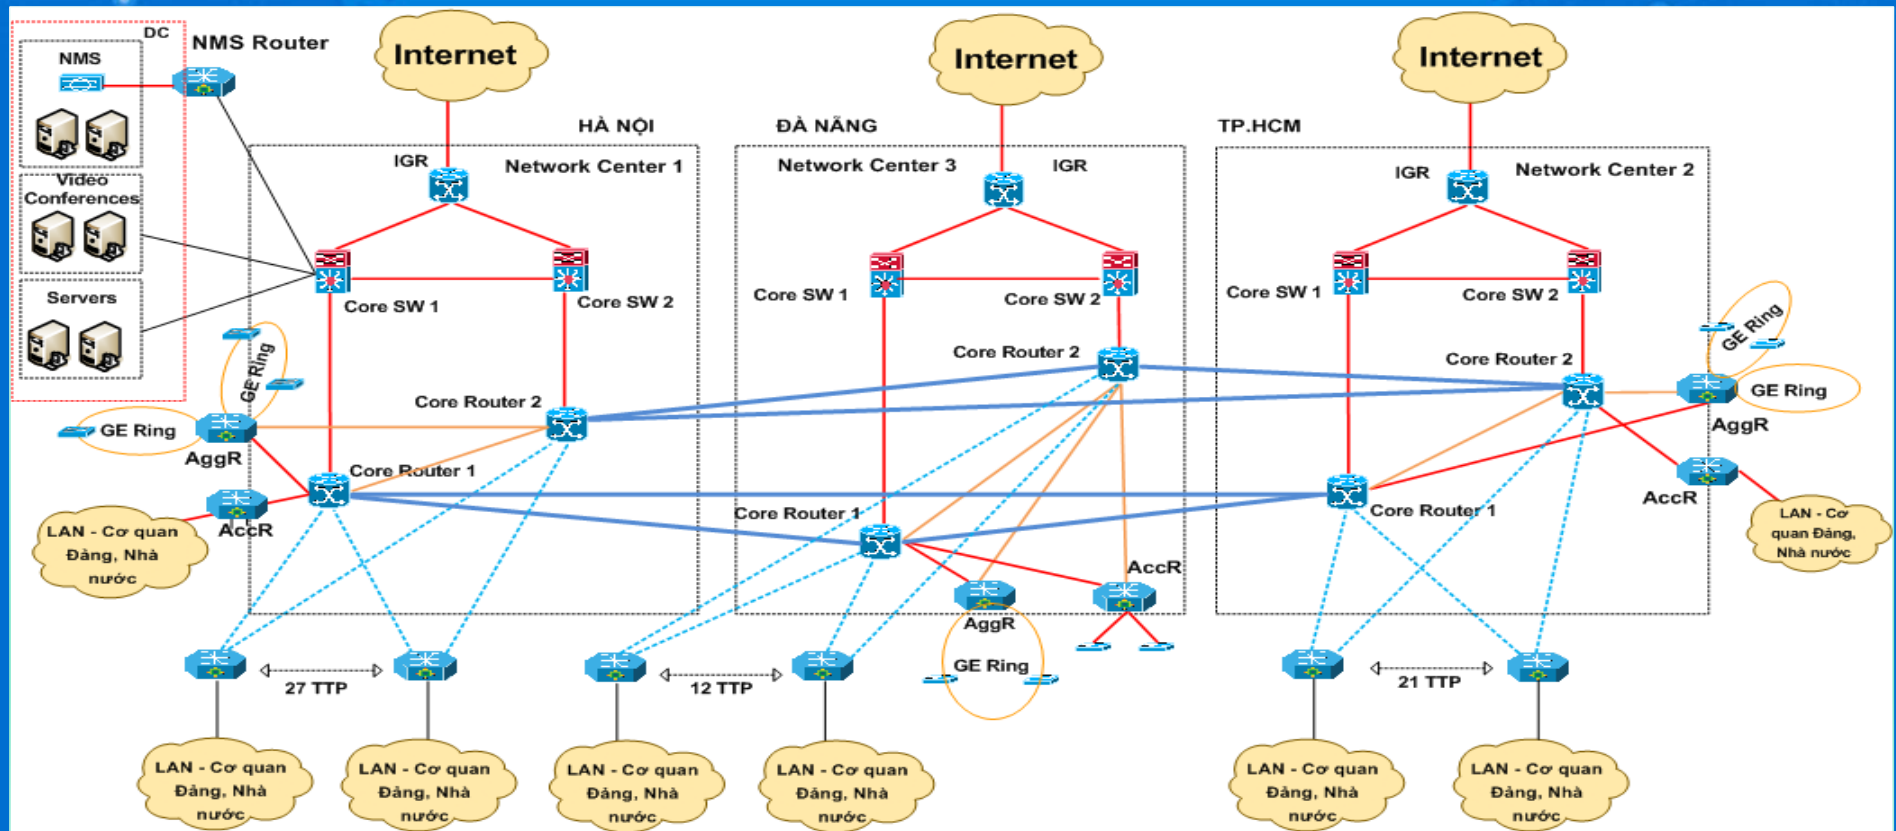 DC
NMS Router
NMS
Video
Conferences
Servers
Internet
Internet
Internet
HÀ NỘI
ĐÀ NẴNG
TP.HCM
IGR
Network Center 1
Network Center 3
IGR
IGR
Network Center 2
Core SW 1
Core SW 2
Core SW 1
Core SW 2
Core SW 1
Core SW 2
GE Ring
GE Ring
AggR
Core Router 2
Core Router 1
AccR
LAN - Cơ quan
Đảng, Nhà
nước
Core Router 2
Core Router 1
AggR
AccR
GE Ring
Core Router 2
Core Router 1
GE Ring
GE Ring
AggR
AccR
LAN - Cơ
quan Đảng,
Nhà nước
27 TTP
12 TTP
21 TTP
LAN - Cơ quan
Đảng, Nhà
nước
LAN - Cơ quan
Đảng, Nhà
nước
LAN - Cơ quan
Đảng, Nhà
nước
LAN - Cơ quan
Đảng, Nhà
nước
LAN - Cơ quan
Đảng, Nhà
nước
LAN - Cơ quan
Đảng, Nhà
nước